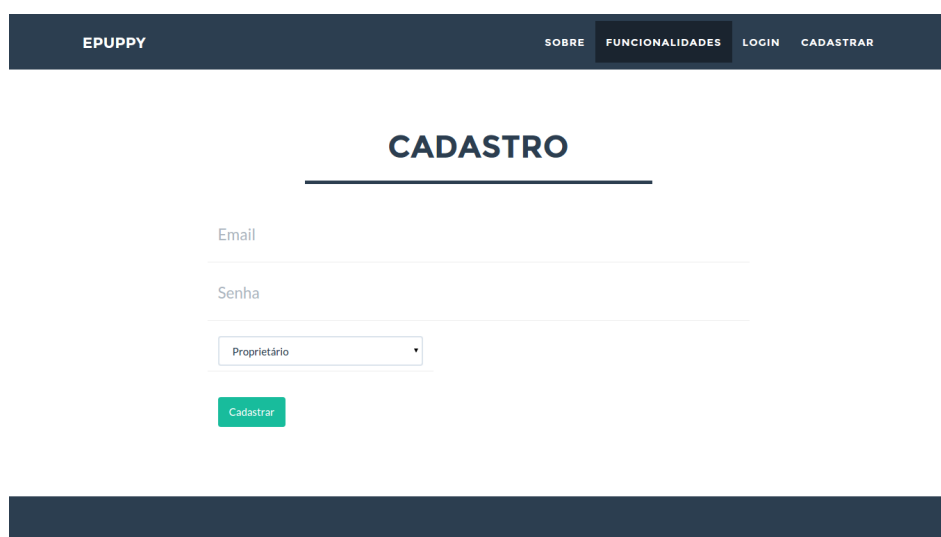 EPUPPY SOBRE FUNCIONALIDADES LOGIN CADASTRAR
CADASTRO
Email
Senha
Proprietário
Cadastrar